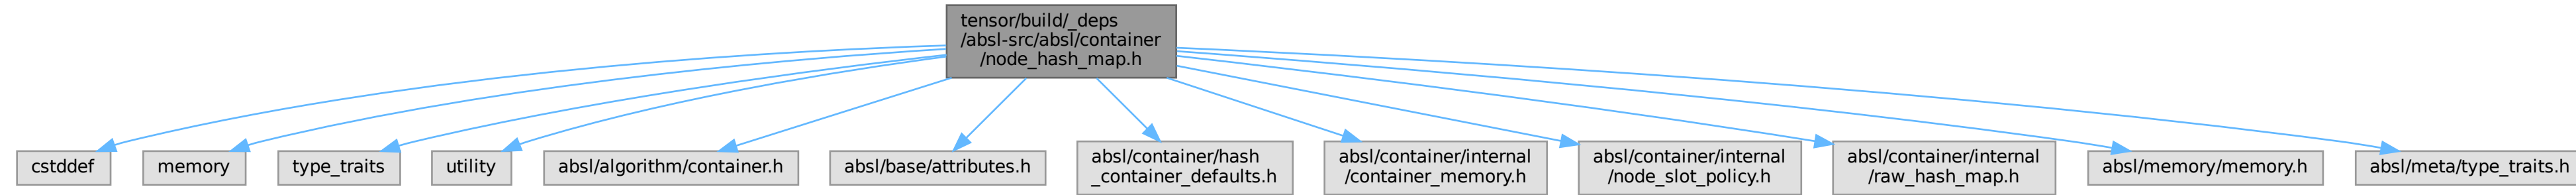 tensor/build/_deps
/absl-src/absl/container
/node_hash_map.h
cstddef
memory
type_traits
utility
absl/algorithm/container.h
absl/base/attributes.h
absl/container/hash
_container_defaults.h
absl/container/internal
/container_memory.h
absl/container/internal
/node_slot_policy.h
absl/container/internal
/raw_hash_map.h
absl/memory/memory.h
absl/meta/type_traits.h